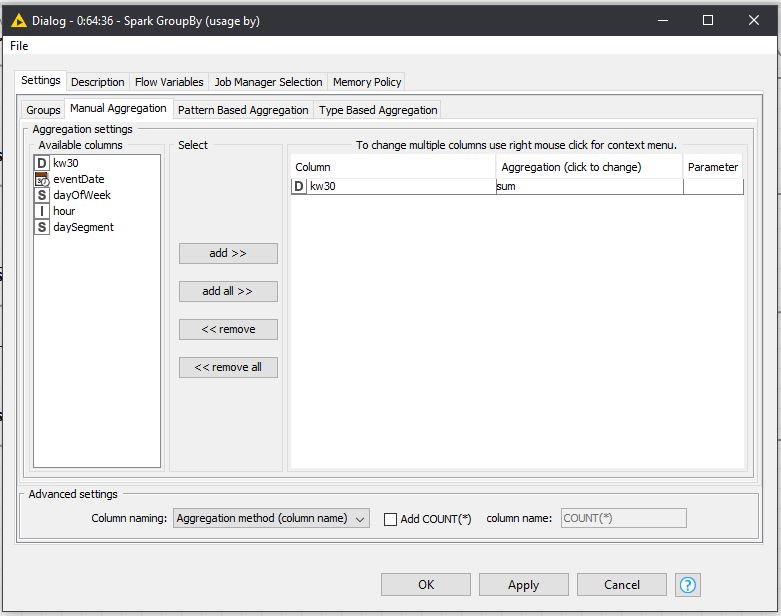 Dialog - 0:64:36 - Spark GroupBy (usage by)
File
Settings Description Flow Variables Job Manager Selection Memory Policy
Groups Manual Aggregation Pattern Based Aggregation Type Based Aggregation
Aggregation settings
Available columns
D kw30
eventDate
S dayOfWeek
I hour
S daySegment
Select
add >>
add all >>
<< remove
<< remove all
To change multiple columns use right mouse click for context menu.
Column Aggregation (click to change) Parameter
D kw30 sum
Advanced settings
Column naming: Aggregation method (column name) Add COUNT(*) column name: COUNT(*)
OK Apply Cancel ?